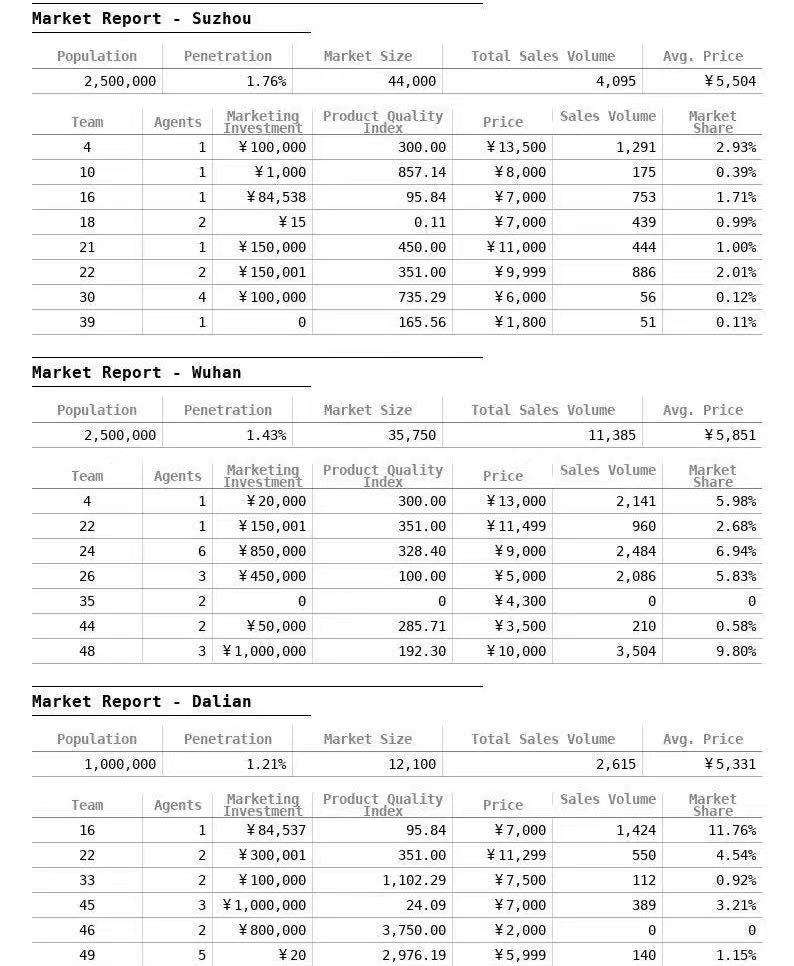 Market Report - Suzhou
Population Penetration Market Size Total Sales Volume Avg. Price
2,500,000 1.76% 44,000 4,095 ¥5,504
Team Agents Marketing Investment Product Quality Index Price Sales Volume Market Share
4 1 ¥100,000 300.00 ¥13,500 1,291 2.93%
10 1 ¥1,000 857.14 ¥8,000 175 0.39%
16 1 ¥84,538 95.84 ¥7,000 753 1.71%
18 2 ¥15 0.11 ¥7,000 439 0.99%
21 1 ¥150,000 450.00 ¥11,000 444 1.00%
22 2 ¥150,001 351.00 ¥9,999 886 2.01%
30 4 ¥100,000 735.29 ¥6,000 56 0.12%
39 1 0 165.56 ¥1,800 51 0.11%
Market Report - Wuhan
Population Penetration Market Size Total Sales Volume Avg. Price
2,500,000 1.43% 35,750 11,385 ¥5,851
Team Agents Marketing Investment Product Quality Index Price Sales Volume Market Share
4 1 ¥20,000 300.00 ¥13,000 2,141 5.98%
22 1 ¥150,001 351.00 ¥11,499 960 2.68%
24 6 ¥850,000 328.40 ¥9,000 2,484 6.94%
26 3 ¥450,000 100.00 ¥5,000 2,086 5.83%
35 2 0 0 ¥4,300 0 0
44 2 ¥50,000 285.71 ¥3,500 210 0.58%
48 3 ¥1,000,000 192.30 ¥10,000 3,504 9.80%
Market Report - Dalian
Population Penetration Market Size Total Sales Volume Avg. Price
1,000,000 1.21% 12,100 2,615 ¥5,331
Team Agents Marketing Investment Product Quality Index Price Sales Volume Market Share
16 1 ¥84,537 95.84 ¥7,000 1,424 11.76%
22 2 ¥300,001 351.00 ¥11,299 550 4.54%
33 2 ¥100,000 1,102.29 ¥7,500 112 0.92%
45 3 ¥1,000,000 24.09 ¥7,000 389 3.21%
46 2 ¥800,000 3,750.00 ¥2,000 0 0
49 5 ¥20 2,976.19 ¥5,999 140 1.15%